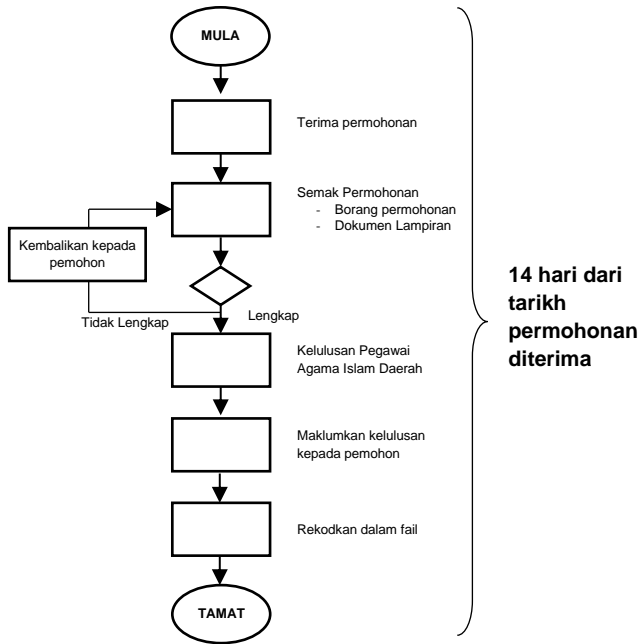 MULA
Terima permohonan
Semak Permohonan
- Borang permohonan
- Dokumen Lampiran
Kembalikan kepada
pemohon
Tidak Lengkap
Lengkap
14 hari dari
tarikh
permohonan
diterima
Kelulusan Pegawai
Agama Islam Daerah
Maklumkan kelulusan
kepada pemohon
Rekodkan dalam fail
TAMAT